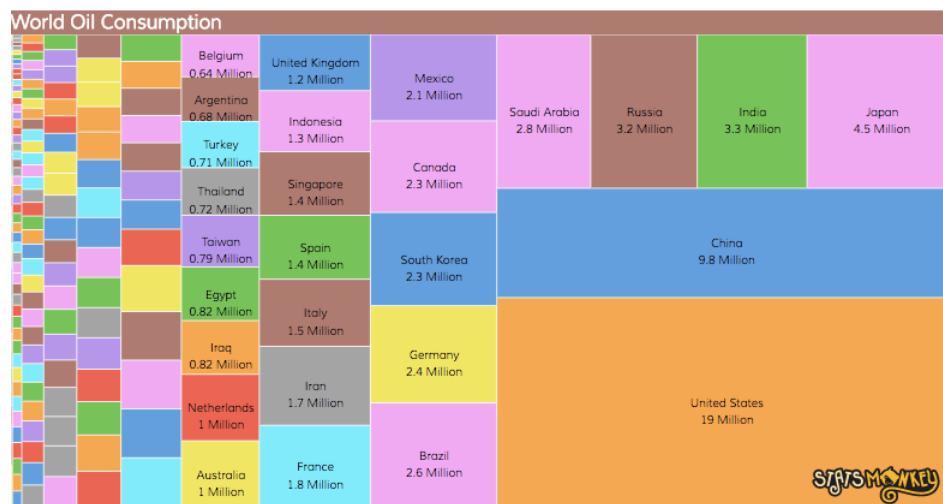 World Oil Consumption
Belgium
0.64 Million
Argentina
0.68 Million
Turkey
0.71 Million
Thailand
0.72 Million
Taiwan
0.79 Million
Egypt
0.82 Million
Iraq
0.82 Million
Netherlands
1 Million
Australia
1 Million
United Kingdom
1.2 Million
Indonesia
1.3 Million
Singapore
1.4 Million
Spain
1.4 Million
Italy
1.5 Million
Iran
1.7 Million
France
1.8 Million
Mexico
2.1 Million
Canada
2.3 Million
South Korea
2.3 Million
Germany
2.4 Million
Brazil
2.6 Million
Saudi Arabia
2.8 Million
Russia
3.2 Million
India
3.3 Million
Japan
4.5 Million
China
9.8 Million
United States
19 Million
STATSMONKEY